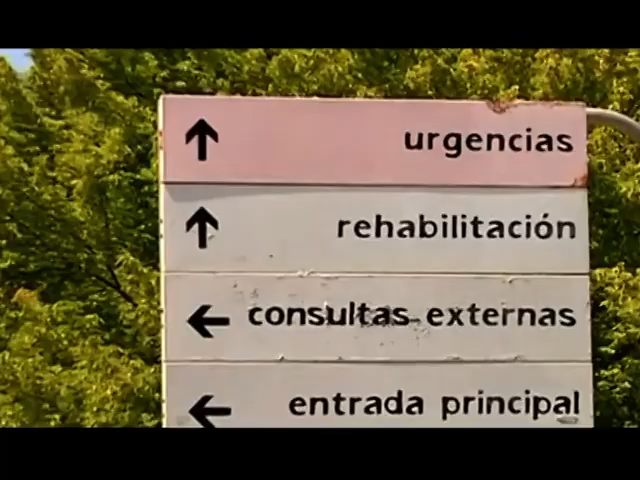 urgencias
rehabilitación
consultas externas
entrada principal